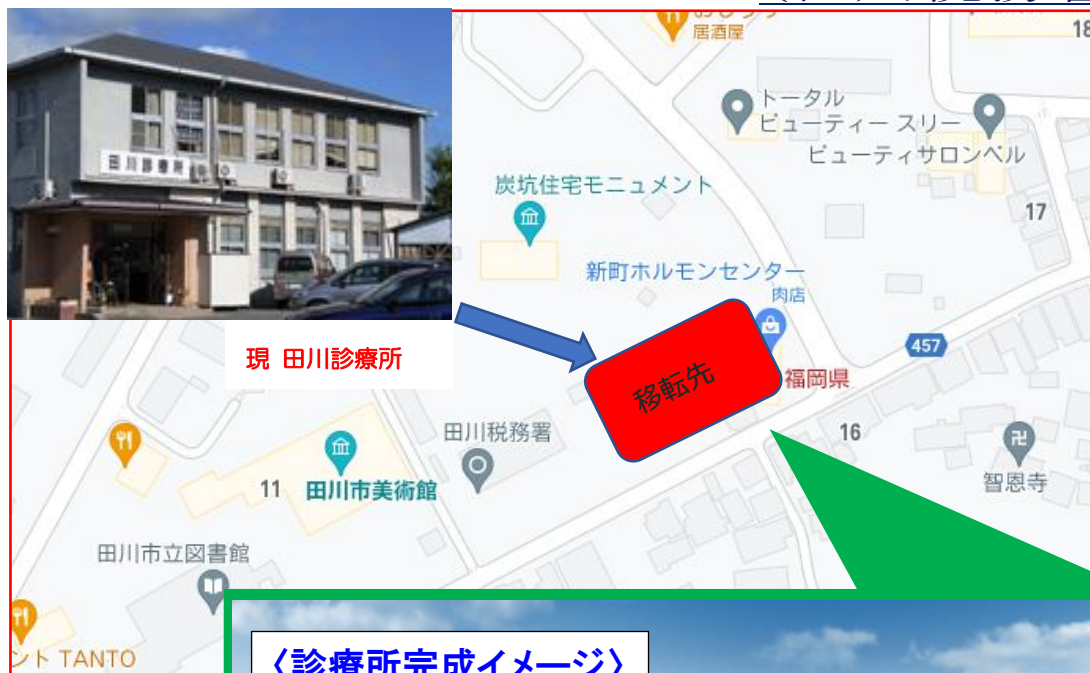 居酒屋
18
トータル
ビューティー スリー
ビューティサロンベル
田川診療所
炭坑住宅モニュメント
17
新町ホルモンセンター
肉店
457
現 田川診療所
移転先
福岡県
田川税務署
16
智恩寺
11 田川市美術館
田川市立図書館
ント TANTO
〈診療所完成イメージ〉